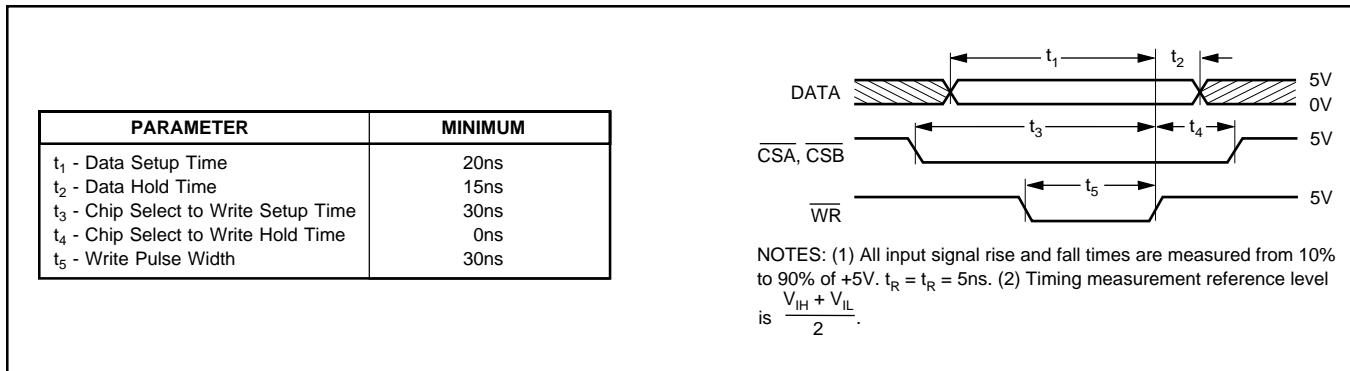 PARAMETER MINIMUM
t1 - Data Setup Time 20ns
t2 - Data Hold Time 15ns
t3 - Chip Select to Write Setup Time 30ns
t4 - Chip Select to Write Hold Time 0ns
t5 - Write Pulse Width 30ns
t1 t2
DATA 5V
0V
t3 t4
CSA, CSB 5V
t5
WR 5V
NOTES: (1) All input signal rise and fall times are measured from 10%
to 90% of +5V. tR = tR = 5ns. (2) Timing measurement reference level
is VIH + VIL
2 .